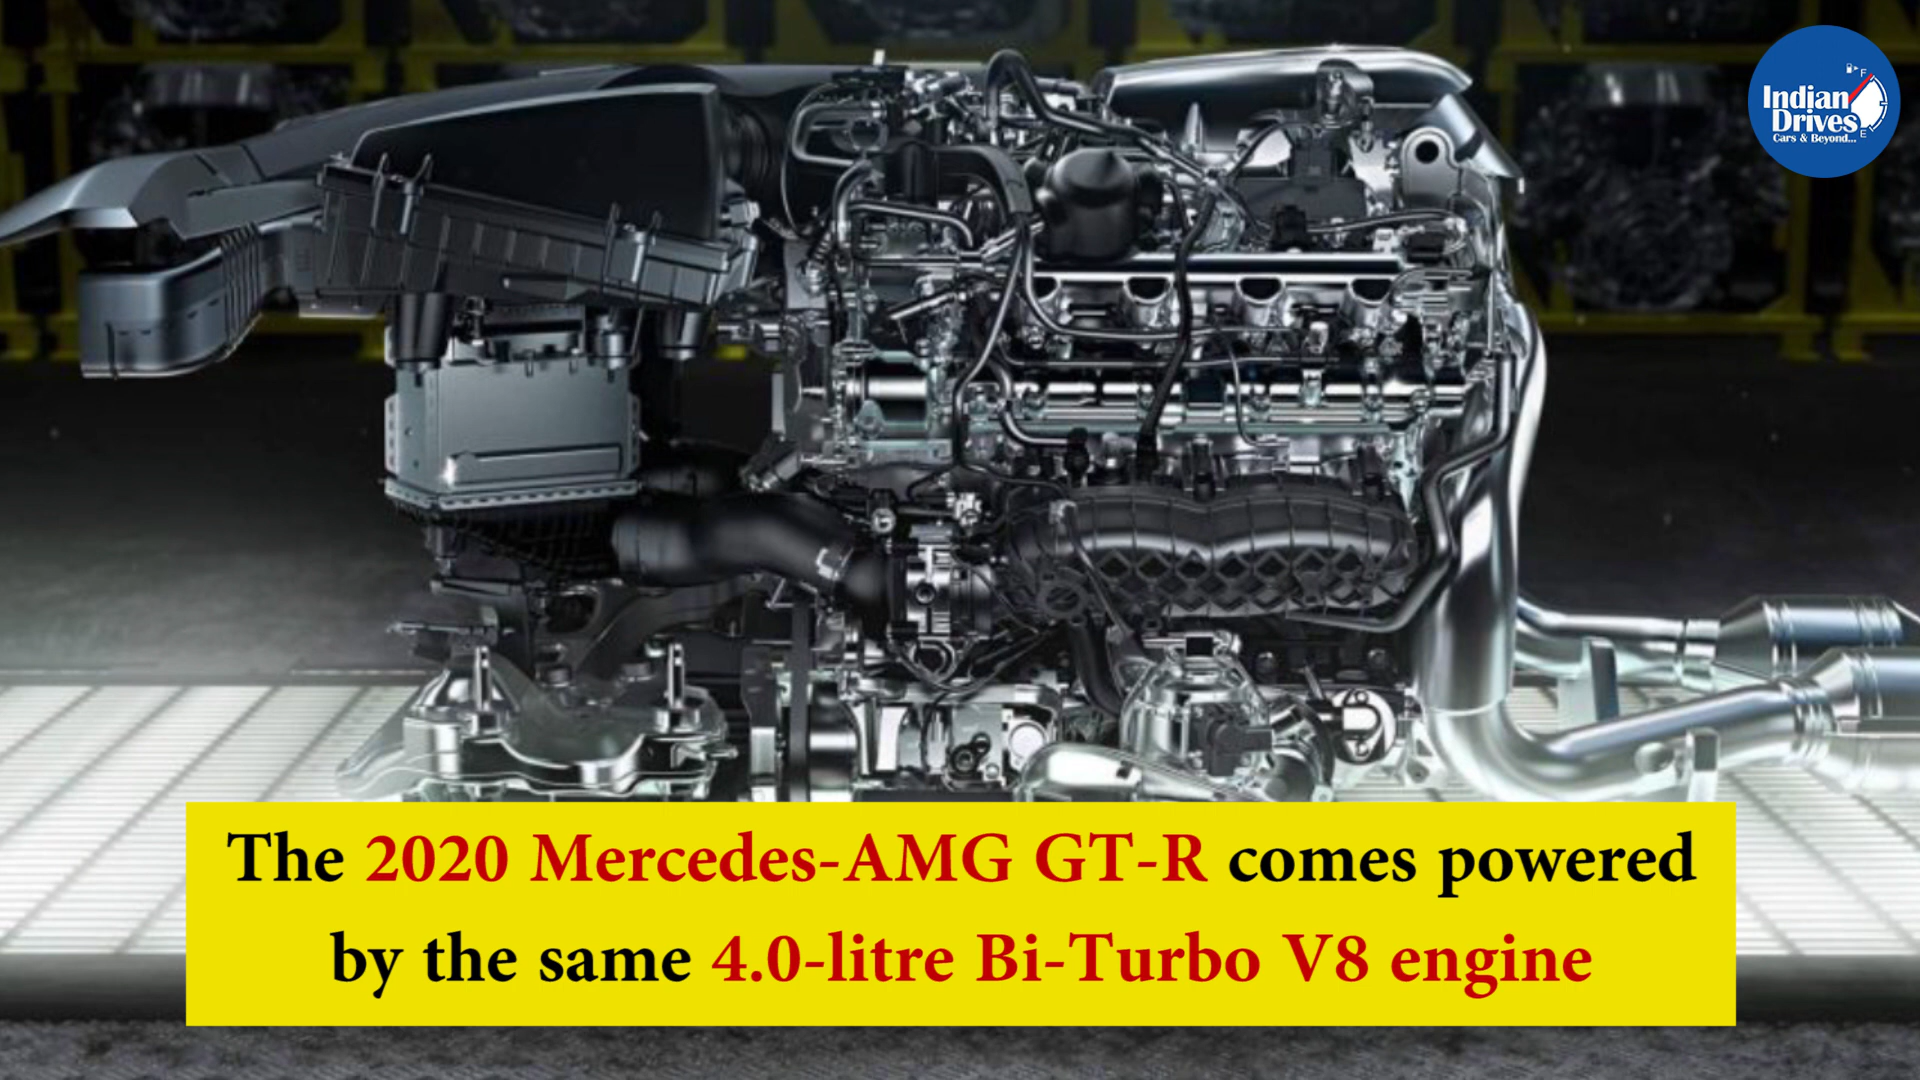 Indian
Drives
Cars & Beyond...
F
E
The 2020 Mercedes-AMG GT-R comes powered
by the same 4.0-litre Bi-Turbo V8 engine